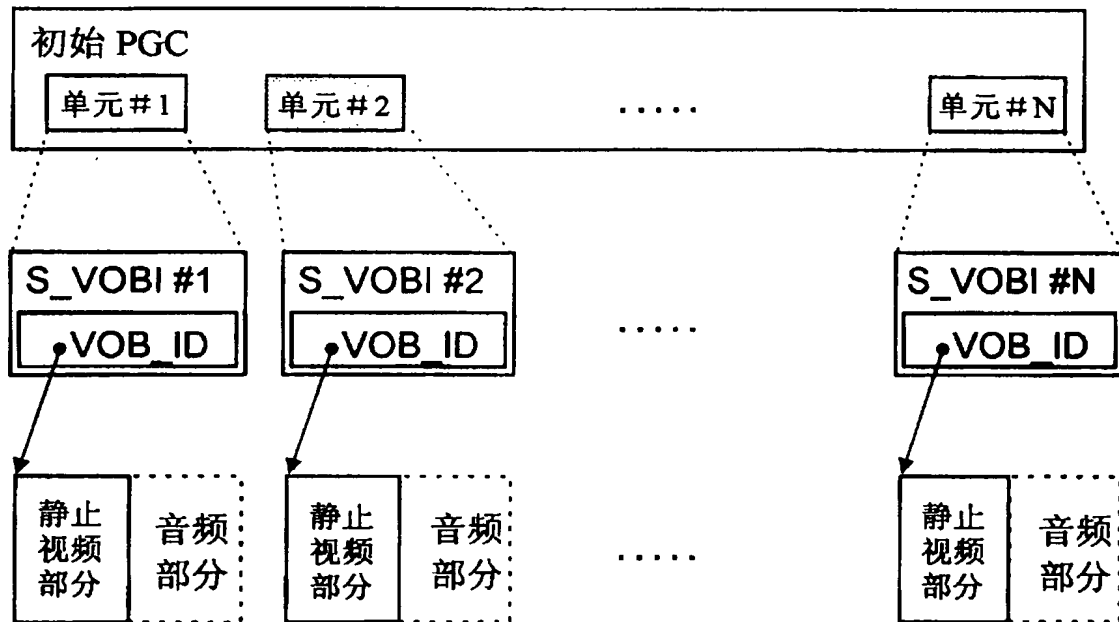 初始 PGC
单元#1 单元#2 ..... 单元#N
S_VOBI #1 S_VOBI #2 S_VOBI #N
VOB_ID VOB_ID ..... VOB_ID
静止 静止 静止
视频 音频 视频 音频 ..... 视频 音频
部分 部分 部分 部分 部分 部分